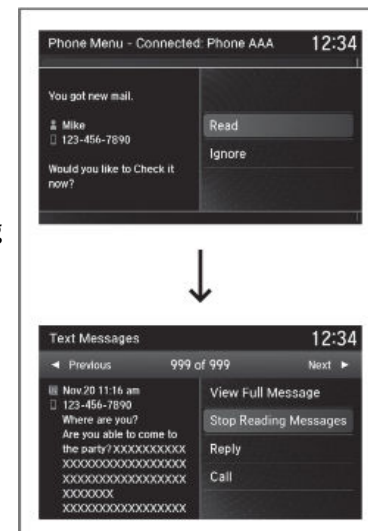 Phone Menu - Connected: Phone AAA 12:34
You got new mail.
Mike
123-456-7890
Would you like to Check it
now?
Read
Ignore
Text Messages 12:34
◄ Previous 999 of 999 Next ►
Nov.20 11:16 am
123-456-7890
Where are you?
Are you able to come to
the party?XXXXXXXXXX
XXXXXXXXXXXXXXXXXX
XXXXXXXXXXXXXXXXXX
XXXXXXX
XXXXXXXXXXXXXXXXXX
View Full Message
Stop Reading Messages
Reply
Call